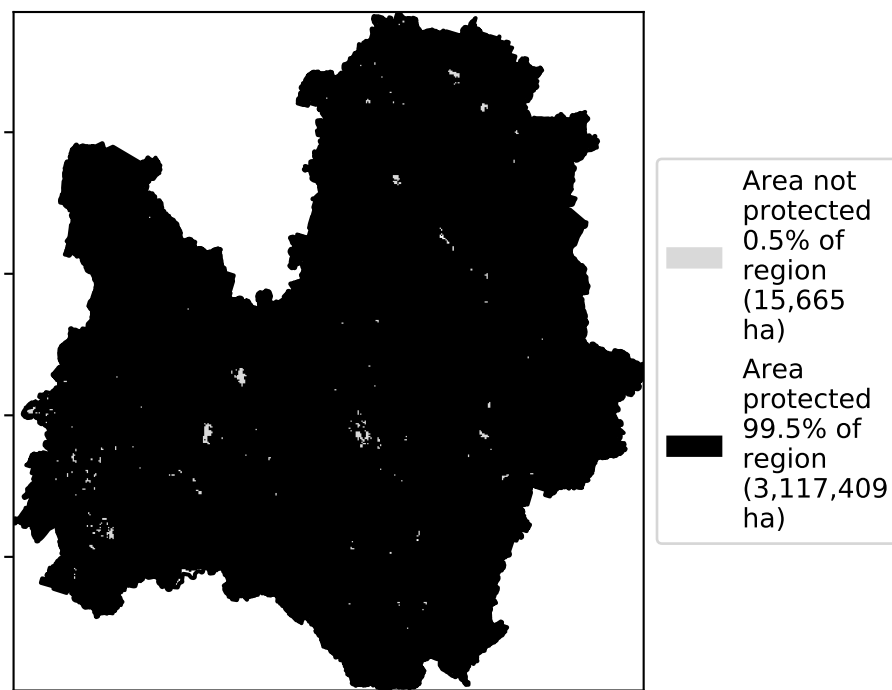 Area not
protected
0.5% of
region
(15,665
ha)
Area
protected
99.5% of
region
(3,117,409
ha)